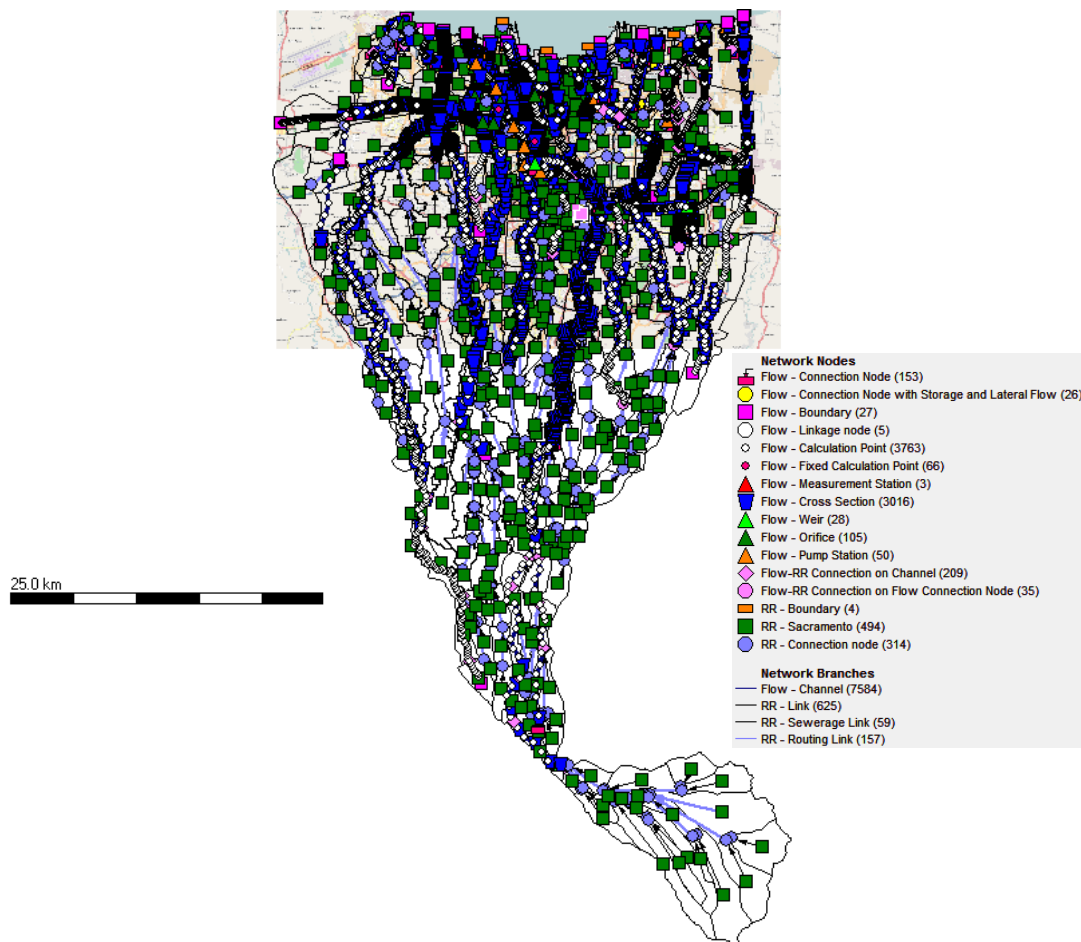 Network Nodes
Flow - Connection Node (153)
Flow - Connection Node with Storage and Lateral Flow (26)
Flow - Boundary (27)
Flow - Linkage node (5)
Flow - Calculation Point (3763)
Flow - Fixed Calculation Point (66)
Flow - Measurement Station (3)
Flow - Cross Section (3016)
Flow - Weir (28)
Flow - Orifice (105)
Flow - Pump Station (50)
Flow-RR Connection on Channel (209)
Flow-RR Connection on Flow Connection Node (35)
RR - Boundary (4)
RR - Sacramento (494)
RR - Connection node (314)
25.0 km
Network Branches
Flow - Channel (7584)
RR - Link (625)
RR - Sewerage Link (59)
RR - Routing Link (157)